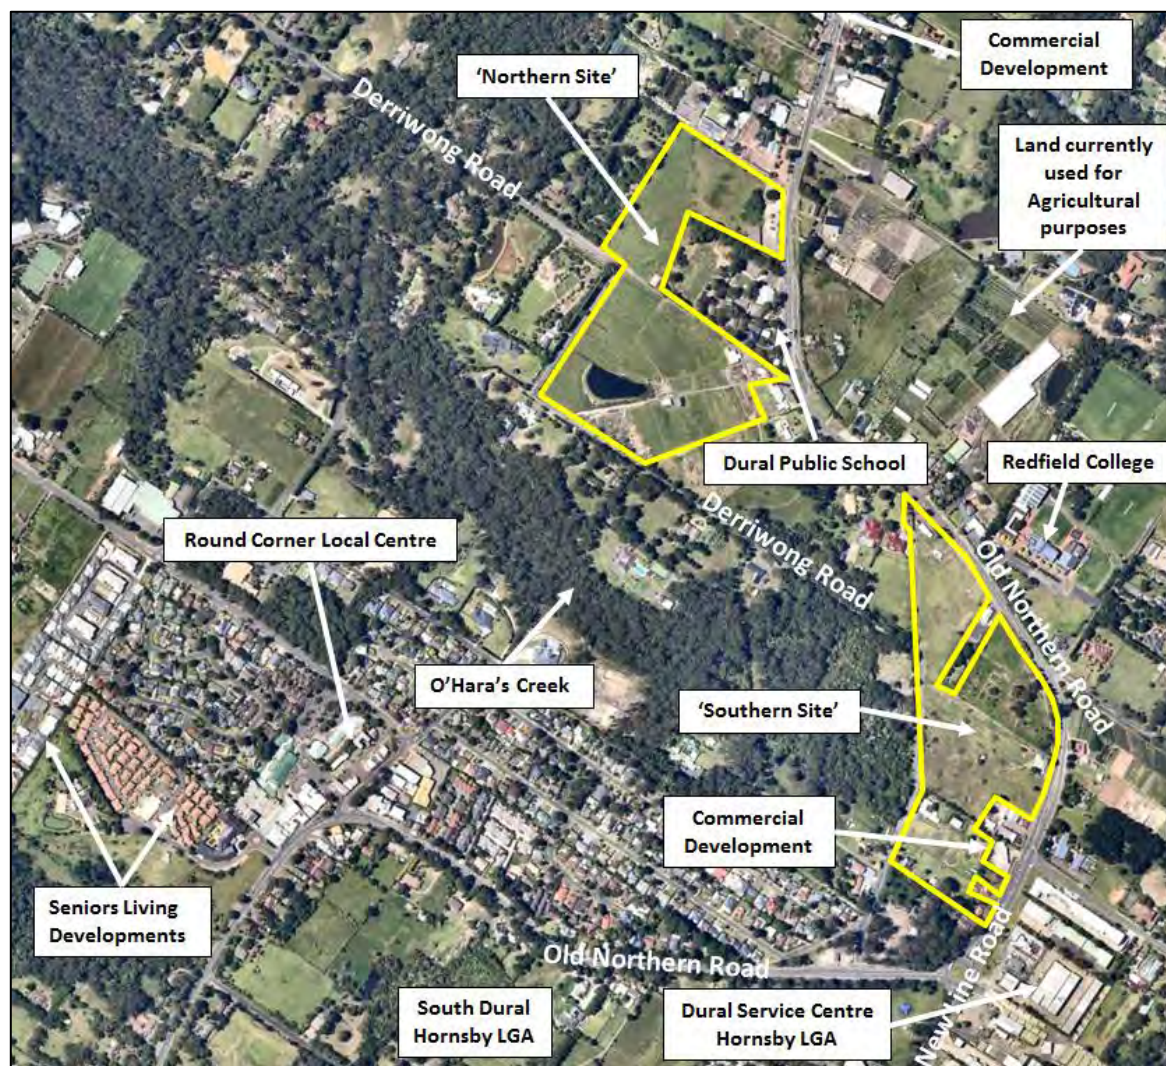 Commercial
Development
'Northern Site'
Derriwong Road
Land currently
used for
Agricultural
purposes
Dural Public School
Redfield College
Round Corner Local Centre
Derriwong Road
Old Northern Road
O'Hara's Creek
'Southern Site'
Commercial
Development
Seniors Living
Developments
Old Northern Road
New Line Road
South Dural
Hornsby LGA
Dural Service Centre
Hornsby LGA